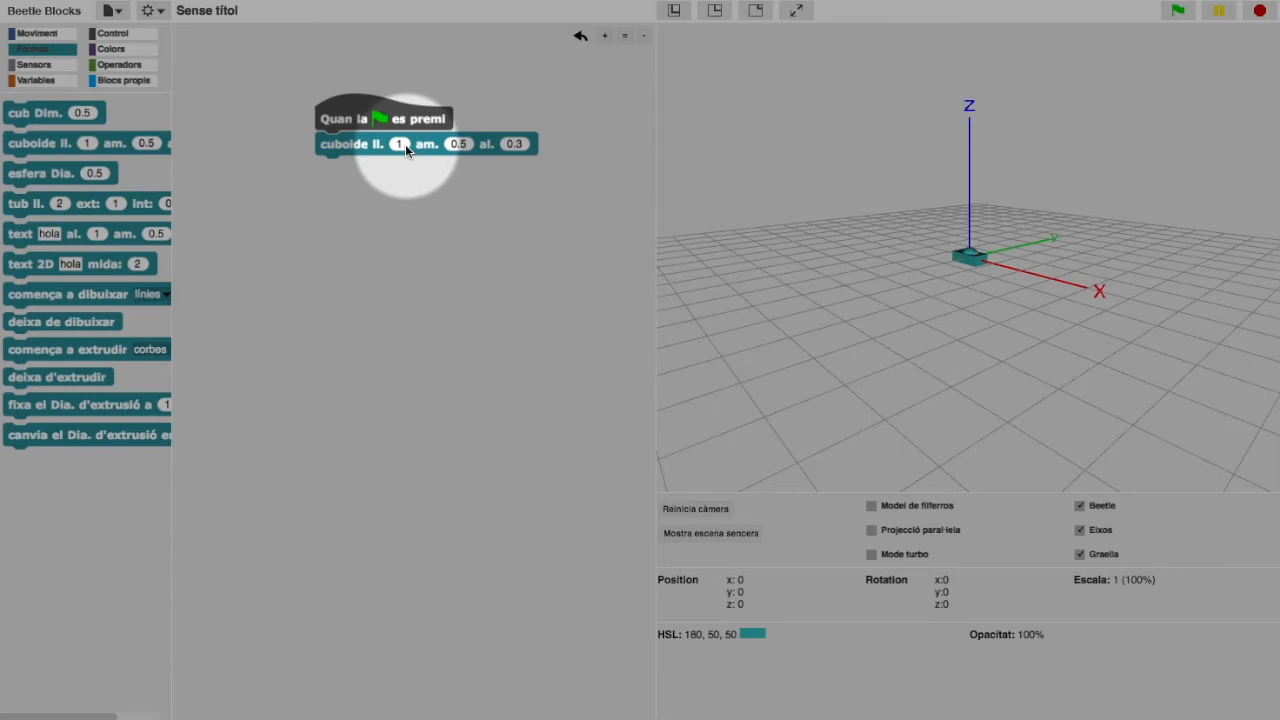 Beetle Blocks
Sense títol
Moviment
Control
Formes
Colors
Sensors
Operadors
Variables
Blocs propis
cub Dim. 0.5
cuboide ll. 1 am. 0.5
esfera Dia. 0.5
tub ll. 2 ext: 1 int:
text hola al. 1 am. 0.5
text 2D hola mida: 2
comença a dibuixar línies
deixa de dibuixar
comença a extrudir corbes
deixa d'extrudir
fixa el Dia. d'extrusió a 1
canvia el Dia. d'extrusió
+ = -
Quan la es premi
cuboide ll. 1 am. 0.5 al. 0.3
Z
Y
X
Reinicia càmera
Mostra escena sencera
Model de filferros
Projecció paral·lela
Mode turbo
Beetle
Eixos
Graella
Position x: 0
y: 0
z: 0
Rotation x:0
y:0
z:0
Escala: 1 (100%)
HSL: 180, 50, 50
Opacitat: 100%